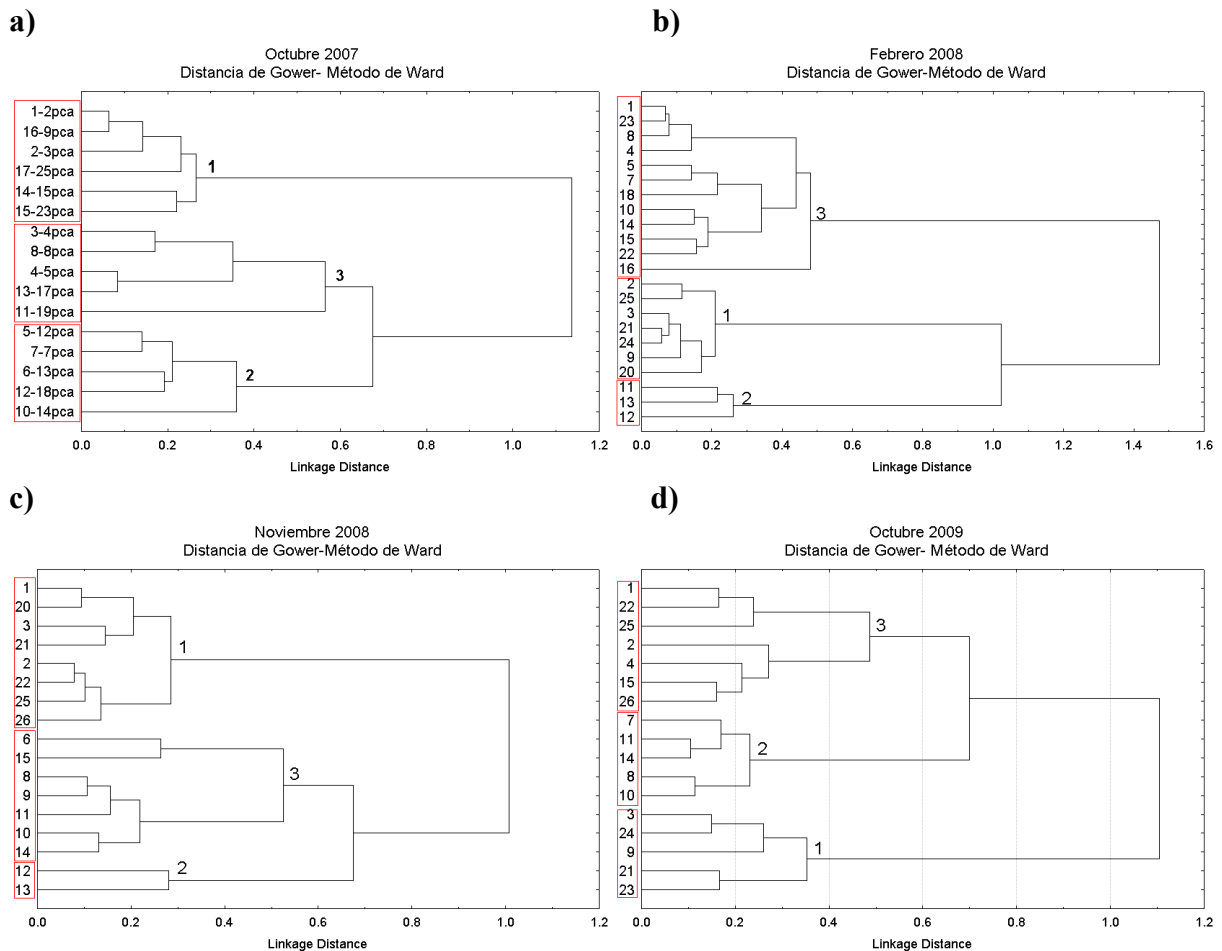 a)
Octubre 2007
Distancia de Gower- Método de Ward
1-2pca
16-9pca
2-3pca
17-25pca
14-15pca
15-23pca
3-4pca
8-8pca
4-5pca
13-17pca
11-19pca
5-12pca
7-7pca
6-13pca
12-18pca
10-14pca
1
3
2
0.0 0.2 0.4 0.6 0.8 1.0 1.2
Linkage Distance
b)
Febrero 2008
Distancia de Gower-Método de Ward
1
23
8
4
5
7
18
10
14
15
22
16
2
25
3
21
24
9
20
11
13
12
3
1
2
0.0 0.2 0.4 0.6 0.8 1.0 1.2 1.4 1.6
Linkage Distance
c)
Noviembre 2008
Distancia de Gower-Método de Ward
1
20
3
21
2
22
25
26
6
15
8
9
11
10
14
12
13
1
3
2
0.0 0.2 0.4 0.6 0.8 1.0 1.2
Linkage Distance
d)
Octubre 2009
Distancia de Gower- Método de Ward
1
22
25
2
4
15
26
7
11
14
8
10
3
24
9
21
23
3
2
1
0.0 0.2 0.4 0.6 0.8 1.0 1.2
Linkage Distance